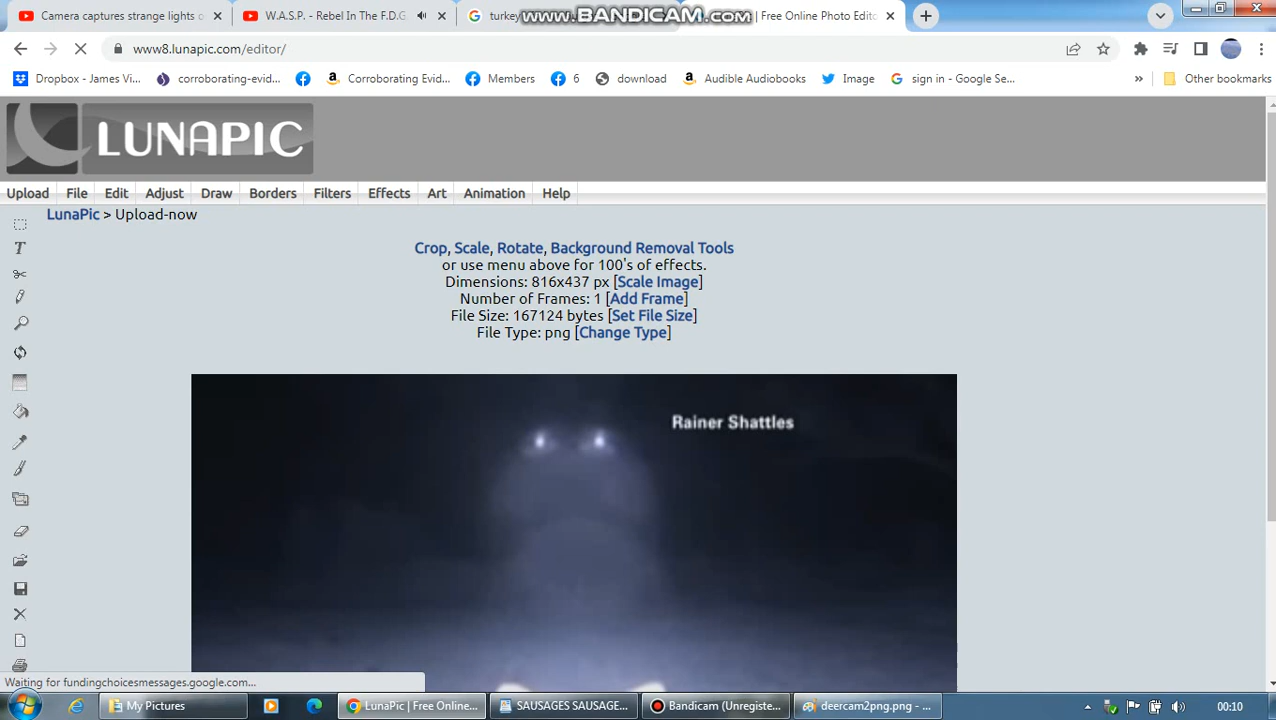 Camera captures strange lights o
W.A.S.P. - Rebel In The F.D.G
turkey
www.BANDICAM.com
| Free Online Photo Edito
www8.lunapic.com/editor/
Dropbox - James Vi...
corroborating-evid...
Corroborating Evid...
Members
6
download
Audible Audiobooks
Image
sign in - Google Se...
»
Other bookmarks
LUNAPIC
Upload File Edit Adjust Draw Borders Filters Effects Art Animation Help
LunaPic > Upload-now
Crop, Scale, Rotate, Background Removal Tools
or use menu above for 100's of effects.
Dimensions: 816x437 px [Scale Image]
Number of Frames: 1 [Add Frame]
File Size: 167124 bytes [Set File Size]
File Type: png [Change Type]
Rainer Shattles
Waiting for fundingchoicesmessages.google.com...
My Pictures
LunaPic | Free Online...
SAUSAGES SAUSAGE...
Bandicam (Unregiste...
deercam2png.png - ...
00:10